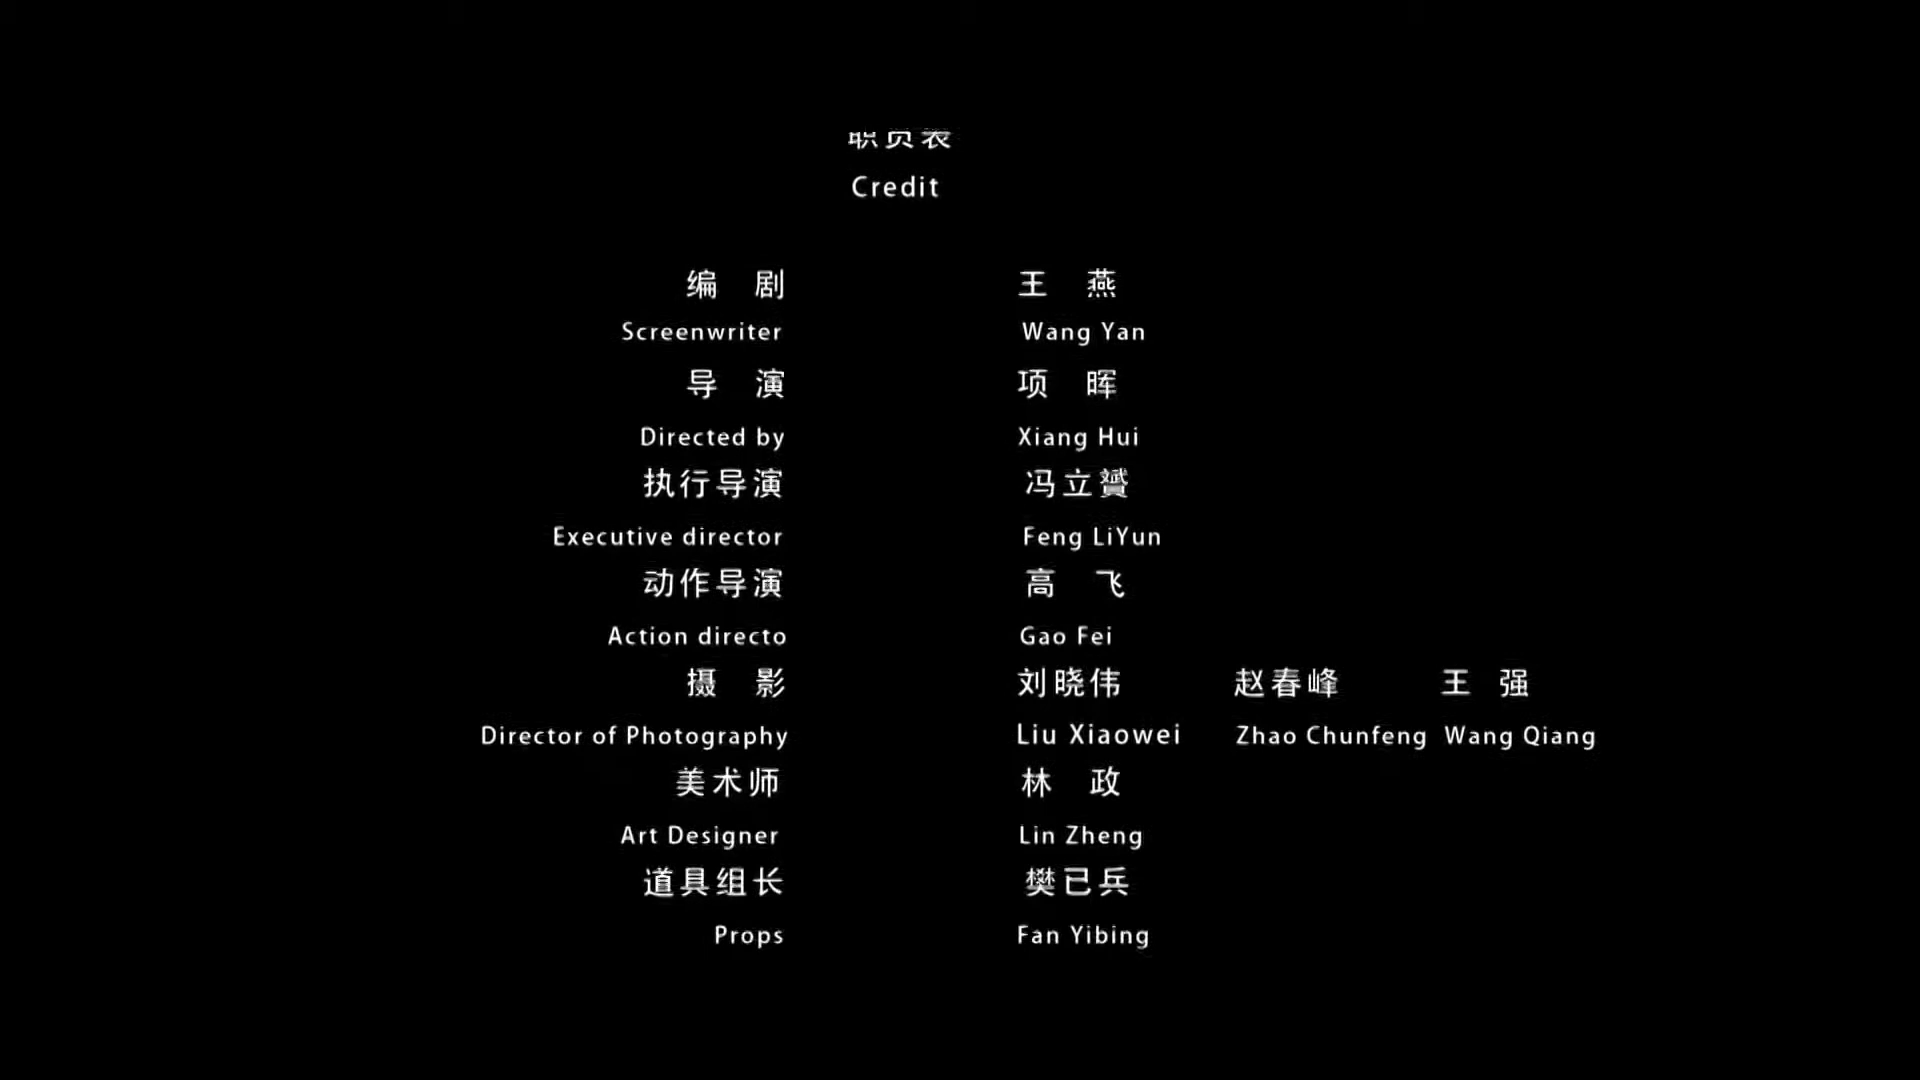 职员表
Credit
编 剧 王 燕
Screenwriter Wang Yan
导 演 项 晖
Directed by Xiang Hui
执行导演 冯立赟
Executive director Feng LiYun
动作导演 高 飞
Action directo Gao Fei
摄 影 刘晓伟 赵春峰 王 强
Director of Photography Liu Xiaowei Zhao Chunfeng Wang Qiang
美术师 林 政
Art Designer Lin Zheng
道具组长 樊已兵
Props Fan Yibing